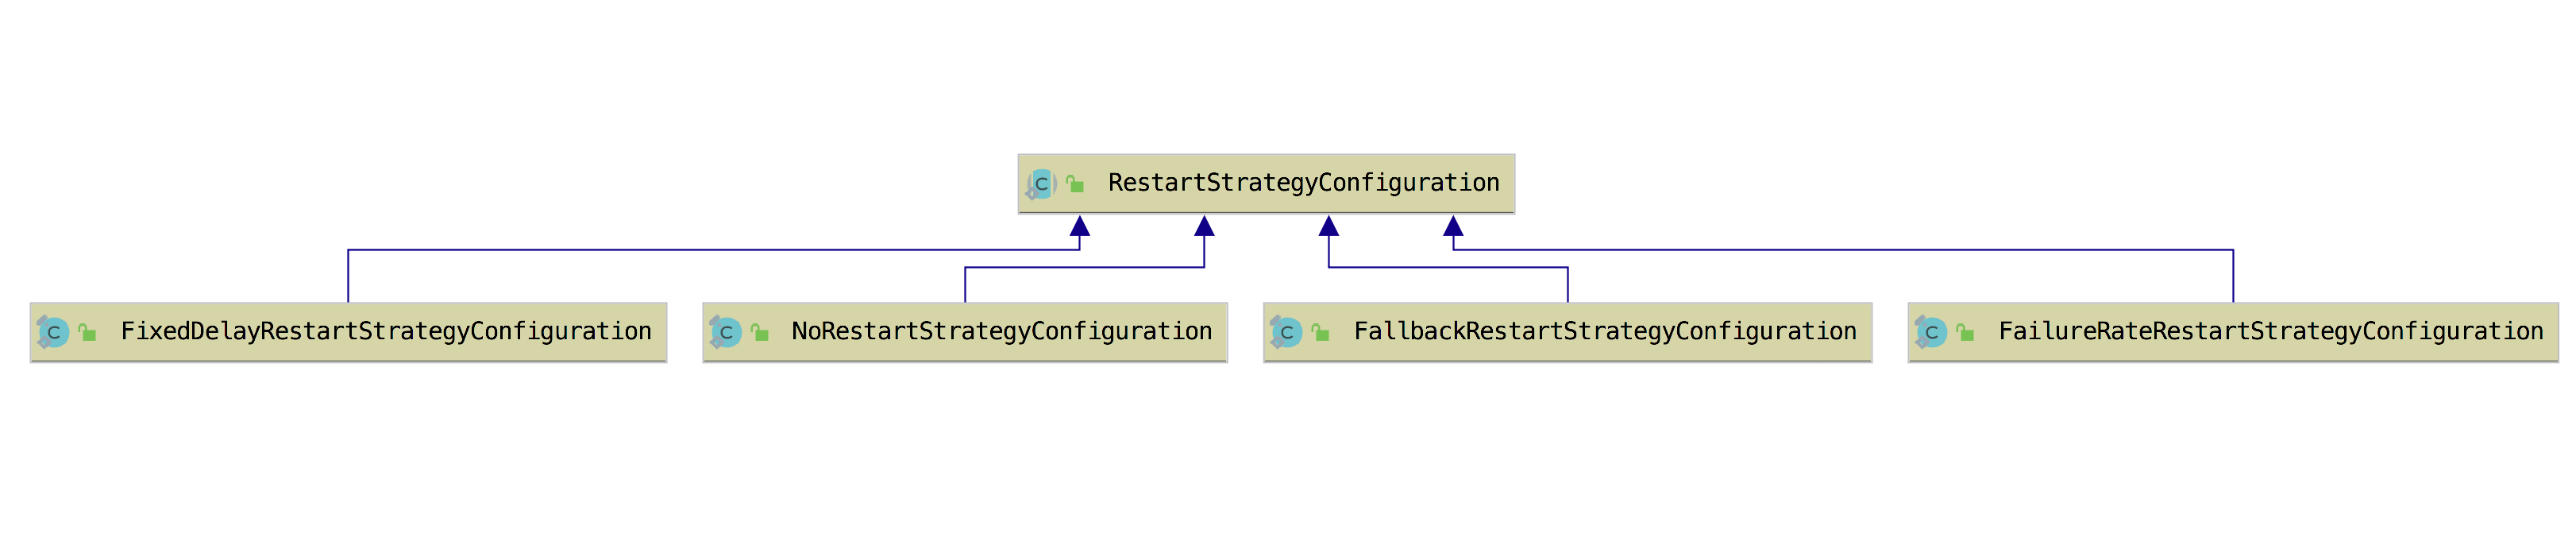 RestartStrategyConfiguration
FixedDelayRestartStrategyConfiguration
NoRestartStrategyConfiguration
FallbackRestartStrategyConfiguration
FailureRateRestartStrategyConfiguration